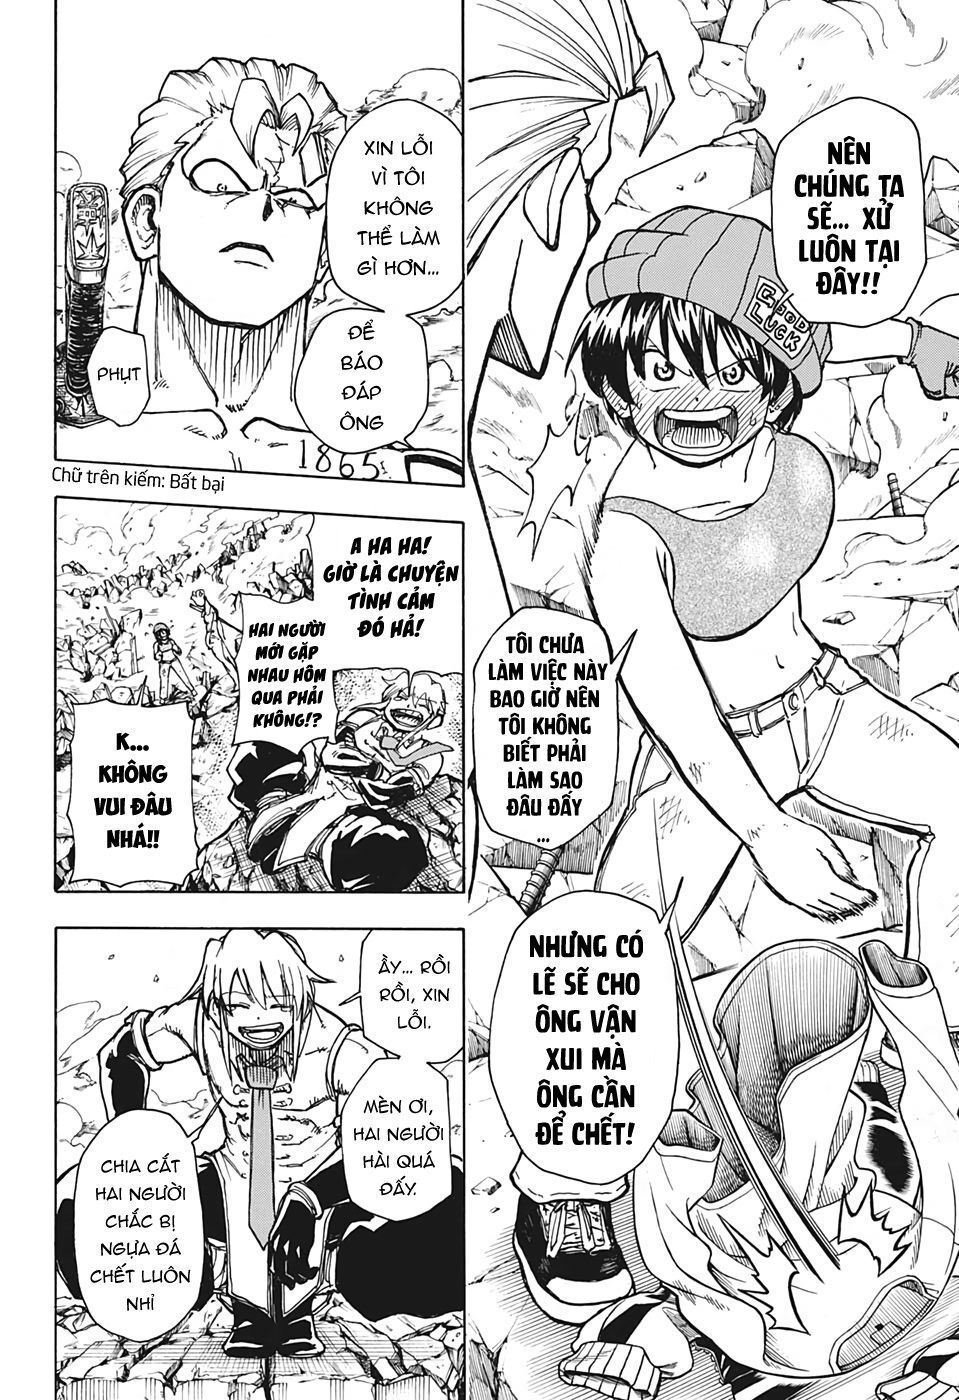 NÊN
CHÚNG TA
SẼ... XỬ
LUÔN TẠI
ĐÂY!!
GOOD
LUCK
TÔI CHƯA
LÀM VIỆC NÀY
BAO GIỜ NÊN
TÔI KHÔNG
BIẾT PHẢI
LÀM SAO
ĐÂU ĐẤY
...
NHƯNG CÓ
LẼ SẼ CHO
ÔNG VẬN
XUI MÀ
ÔNG CẦN
ĐỂ CHẾT!
XIN LỖI
VÌ TÔI
KHÔNG
THỂ LÀM
GÌ HƠN...
ĐỂ
BÁO
ĐÁP
ÔNG
PHỤT
1865
Chữ trên kiếm: Bất bại
A HA HA!
GIỜ LÀ CHUYỆN
TÌNH CẢM
ĐÓ HẢ!
HAI NGƯỜI
MỚI GẶP
NHAU HÔM
QUA PHẢI
KHÔNG!?
K...
KHÔNG
VUI ĐÂU
NHÁ!!
ẦY... RỒI
RỒI, XIN
LỖI.
MÈN ƠI,
HAI NGƯỜI
HÀI QUÁ
ĐẤY.
CHIA CẮT
HAI NGƯỜI
CHẮC BỊ
NGỰA ĐÁ
CHẾT LUÔN
NHỈ